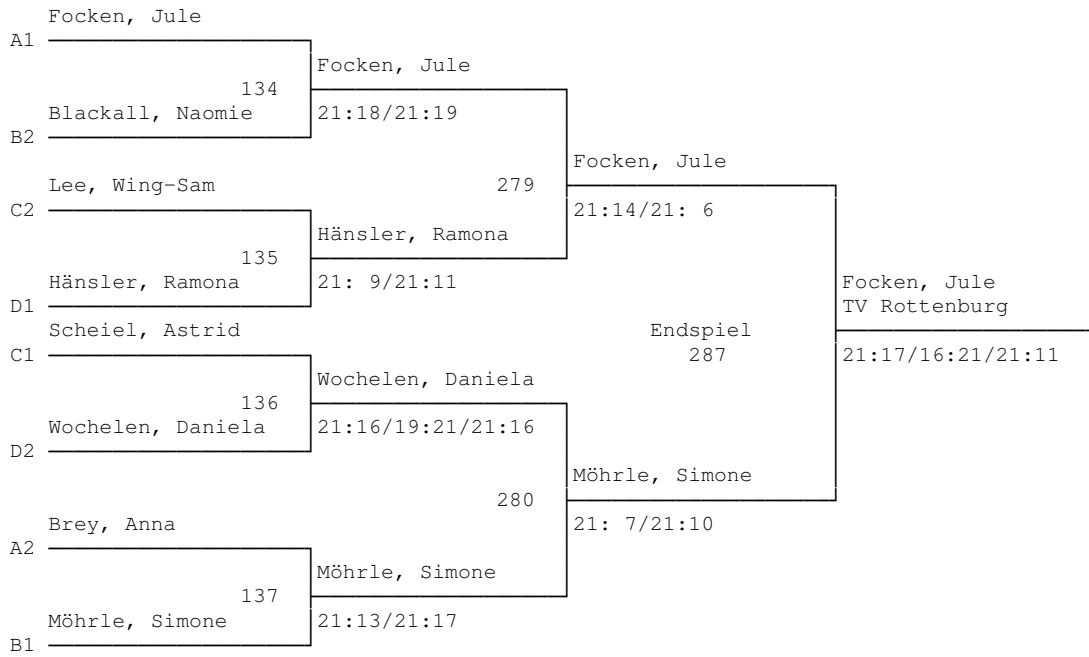 Focken, Jule
A1
Focken, Jule
134
Blackall, Naomie 21:18/21:19
B2
Focken, Jule
Lee, Wing-Sam 279
C2 21:14/21: 6
Hänsler, Ramona
135
Hänsler, Ramona 21: 9/21:11 Focken, Jule
D1 TV Rottenburg
Scheiel, Astrid Endspiel
C1 287 21:17/16:21/21:11
Wochelen, Daniela
136
Wochelen, Daniela 21:16/19:21/21:16
D2
Möhrle, Simone
280
Brey, Anna 21: 7/21:10
A2
Möhrle, Simone
137
Möhrle, Simone 21:13/21:17
B1